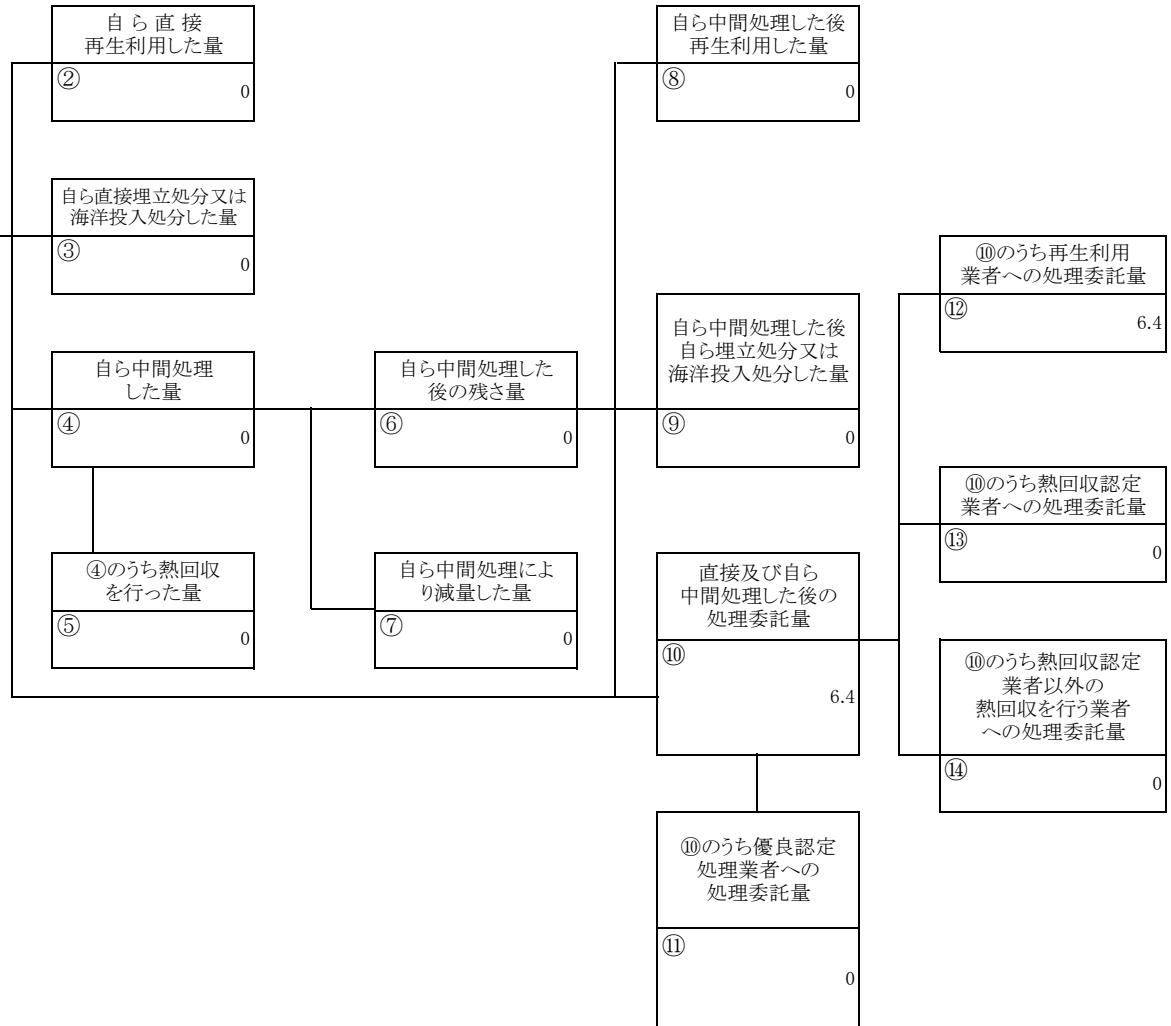 自 ら 直 接
再生利用した量
②
0
自ら直接埋立処分又は
海洋投入処分した量
③
0
自ら中間処理
した量
④
0
④のうち熱回収
を行った量
⑤
0
自ら中間処理した
後の残さ量
⑥
0
自ら中間処理によ
り減量した量
⑦
0
自ら中間処理した後
再生利用した量
⑧
0
自ら中間処理した後
自ら埋立処分又は
海洋投入処分した量
⑨
0
直接及び自ら
中間処理した後の
処理委託量
⑩
6.4
⑩のうち優良認定
処理業者への
処理委託量
⑪
0
⑩のうち再生利用
業者への処理委託量
⑫
6.4
⑩のうち熱回収認定
業者への処理委託量
⑬
0
⑩のうち熱回収認定
業者以外の
熱回収を行う業者
への処理委託量
⑭
0